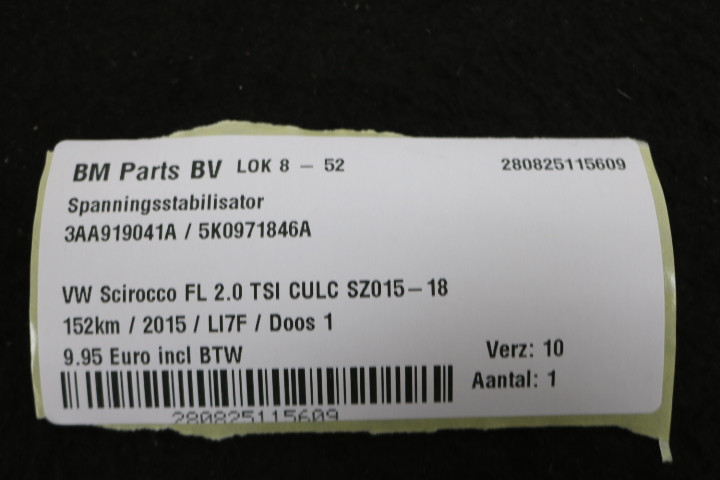 BM Parts BV LOK 8 - 52 280825115609
Spanningsstabilisator
3AA919041A / 5K0971846A
VW Scirocco FL 2.0 TSI CULC SZ015-18
152km / 2015 / LI7F / Doos 1
9.95 Euro incl BTW Verz: 10
Aantal: 1
280825115609